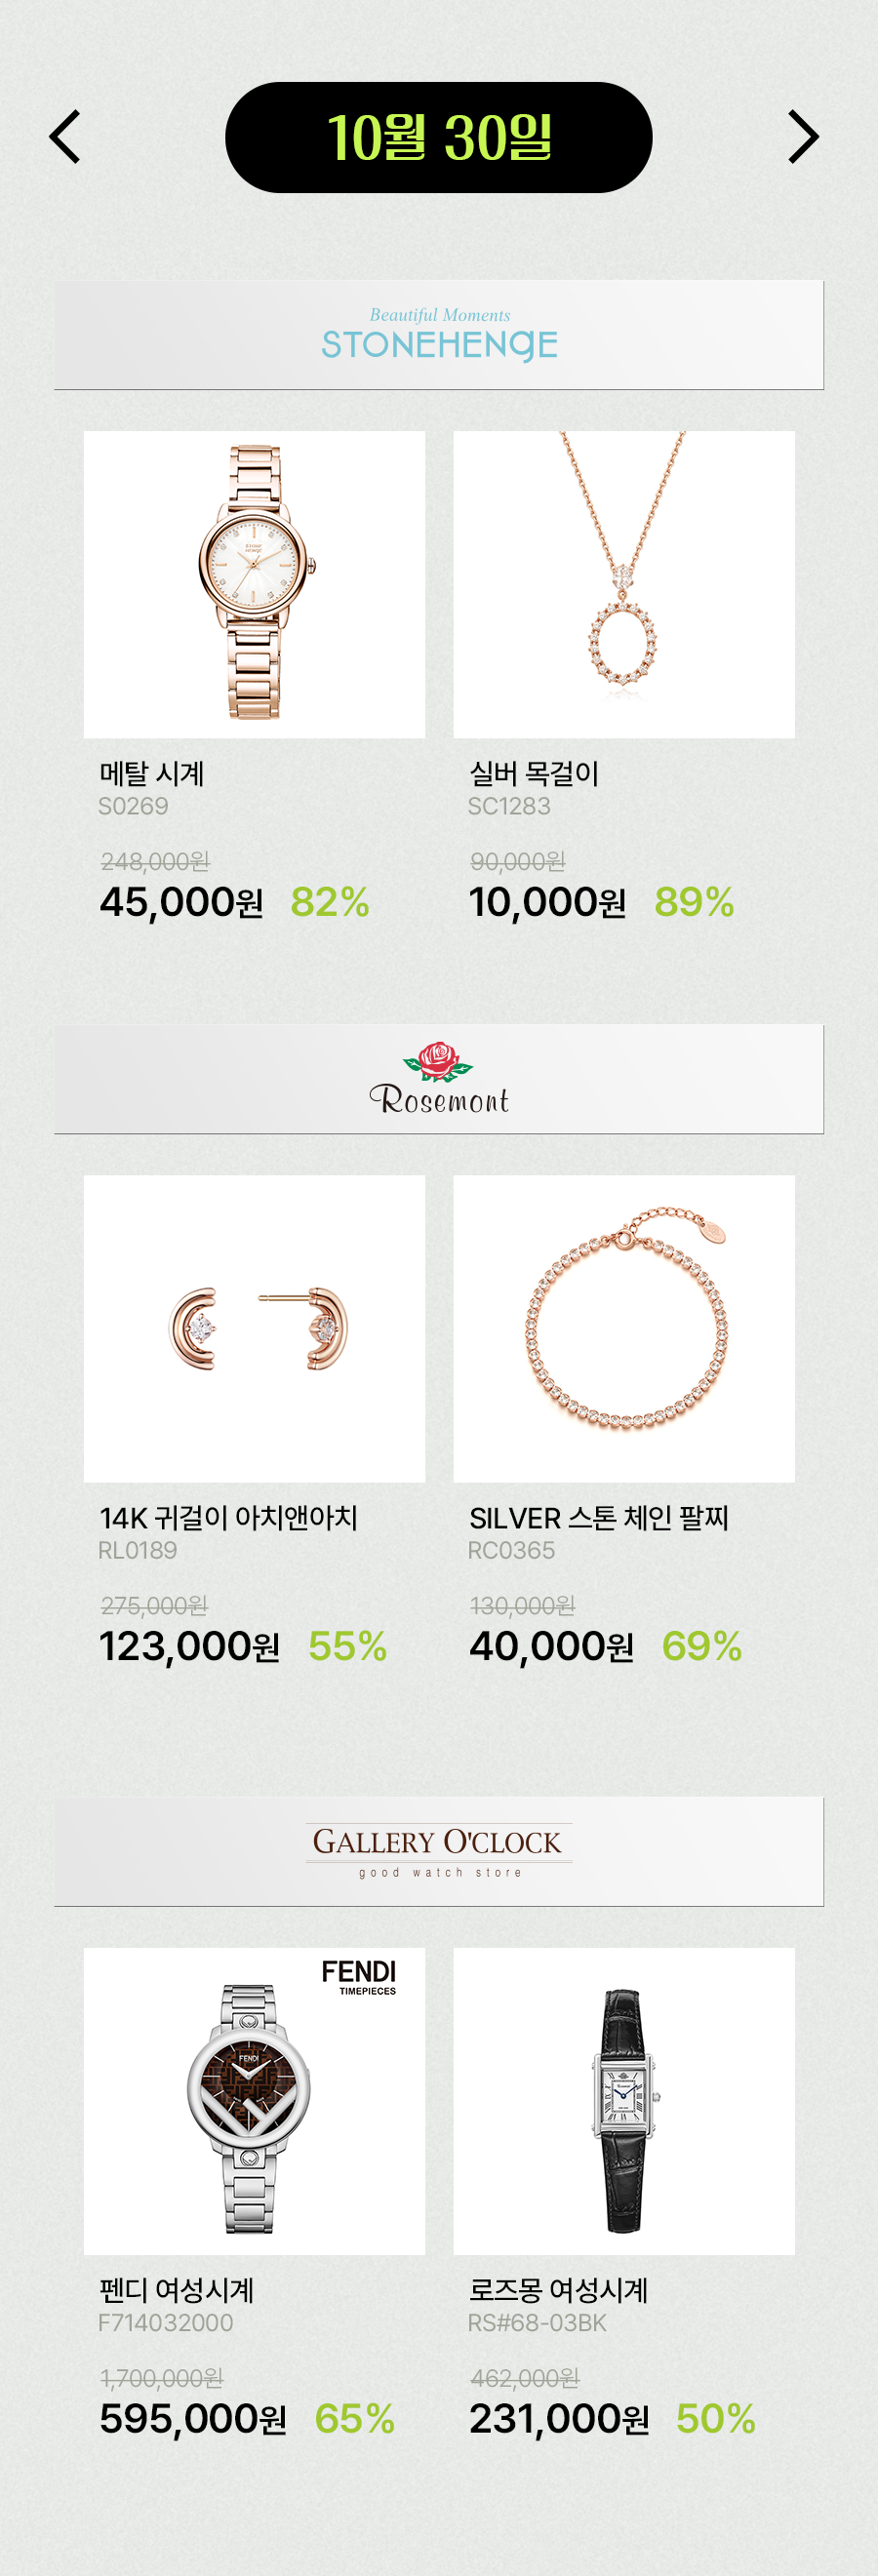 10월 30일
Beautiful Moments
STONEHENGE
STONE
HENGE
메탈 시계
S0269
248,000원
45,000원 82%
실버 목걸이
SC1283
90,000원
10,000원 89%
Rosemont
14K 귀걸이 아치앤아치
RL0189
275,000원
123,000원 55%
SILVER 스톤 체인 팔찌
RC0365
130,000원
40,000원 69%
GALLERY O'CLOCK
good watch store
FENDI
TIMEPIECES
FENDI
펜디 여성시계
F714032000
1,700,000원
595,000원 65%
Rosemont
로즈몽 여성시계
RS#68-03BK
462,000원
231,000원 50%